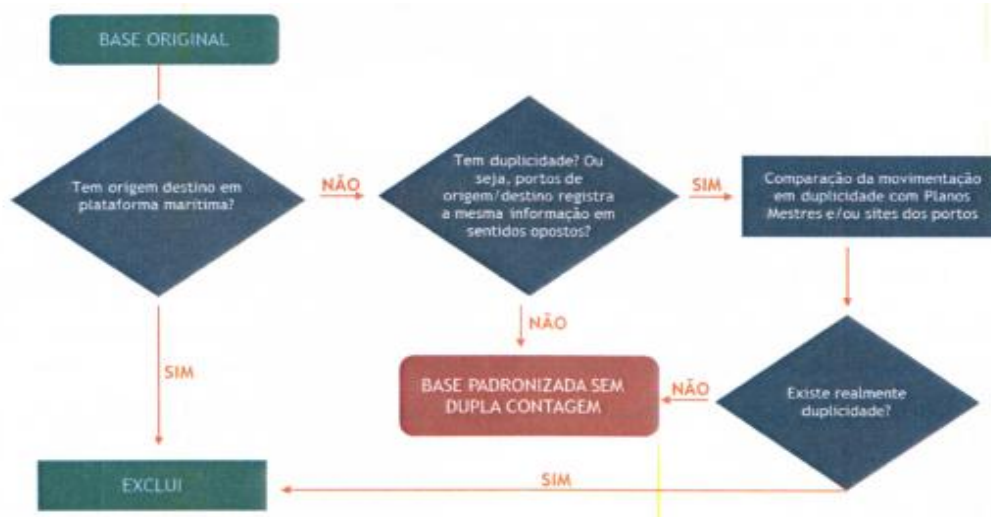 BASE ORIGINAL
Tem origem destino em
plataforma marítima?
NÃO
Tem duplicidade? Ou
seja, portos de
origem/destino registra
a mesma informação em
sentidos opostos?
SIM
Comparação da movimentação
em duplicidade com Planos
Mestres e/ou sites dos portos
NÃO
SIM
BASE PADRONIZADA SEM
DUPLA CONTAGEM
NÃO
Existe realmente
duplicidade?
EXCLUI
SIM